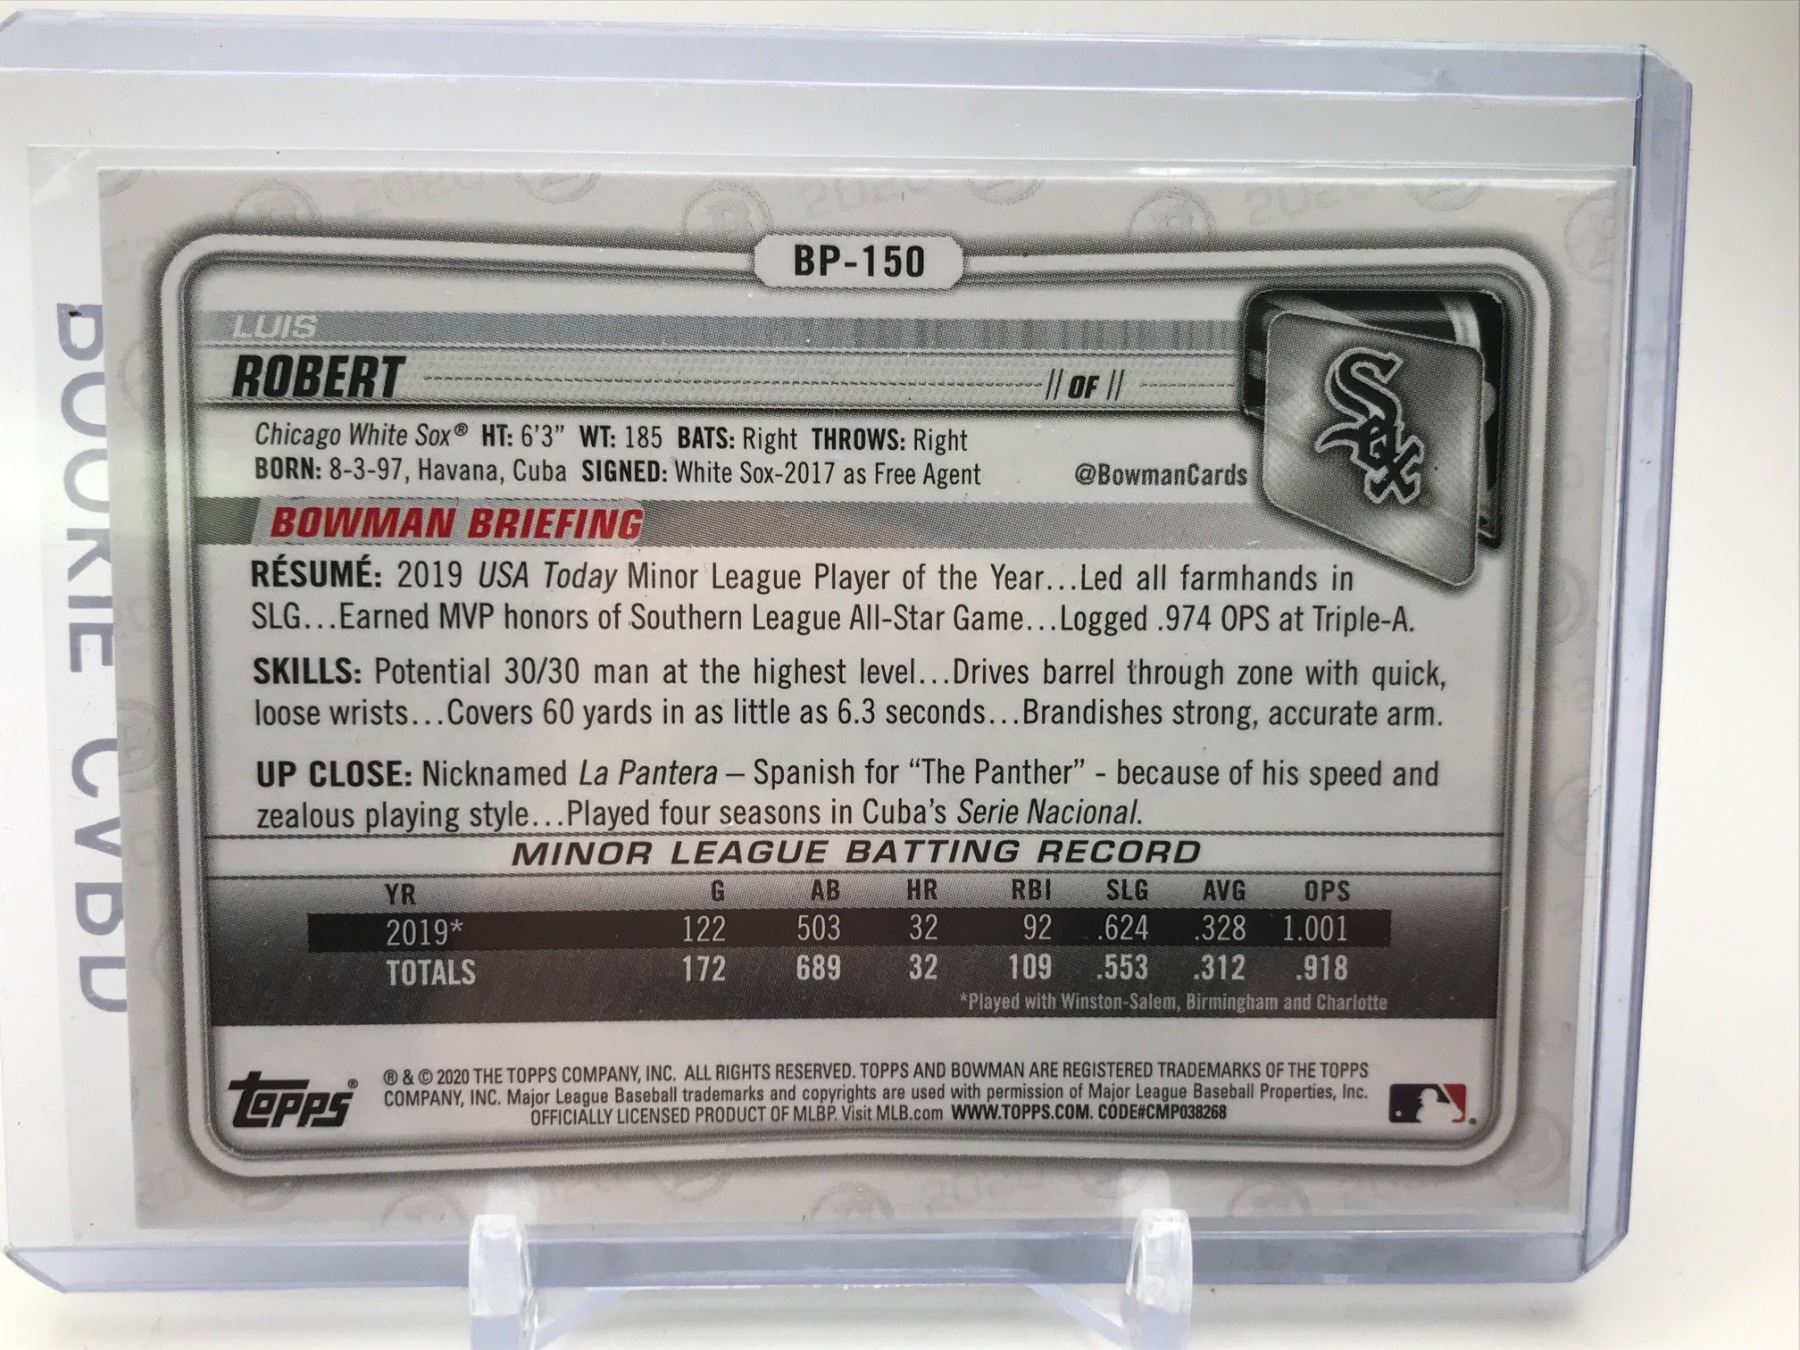 BP-150
LUIS
ROBERT // OF //
Chicago White Sox® HT: 6'3" WT: 185 BATS: Right THROWS: Right
BORN: 8-3-97, Havana, Cuba SIGNED: White Sox-2017 as Free Agent @BowmanCards
Sox
BOWMAN BRIEFING
RÉSUMÉ: 2019 USA Today Minor League Player of the Year...Led all farmhands in
SLG...Earned MVP honors of Southern League All-Star Game...Logged .974 OPS at Triple-A.
SKILLS: Potential 30/30 man at the highest level...Drives barrel through zone with quick,
loose wrists...Covers 60 yards in as little as 6.3 seconds...Brandishes strong, accurate arm.
UP CLOSE: Nicknamed La Pantera – Spanish for “The Panther” - because of his speed and
zealous playing style...Played four seasons in Cuba's Serie Nacional.
MINOR LEAGUE BATTING RECORD
YR G AB HR RBI SLG AVG OPS
2019* 122 503 32 92 .624 .328 1.001
TOTALS 172 689 32 109 .553 .312 .918
*Played with Winston-Salem, Birmingham and Charlotte
topps®
® & © 2020 THE TOPPS COMPANY, INC. ALL RIGHTS RESERVED. TOPPS AND BOWMAN ARE REGISTERED TRADEMARKS OF THE TOPPS
COMPANY, INC. Major League Baseball trademarks and copyrights are used with permission of Major League Baseball Properties, Inc.
OFFICIALLY LICENSED PRODUCT OF MLBP. Visit MLB.com WWW.TOPPS.COM. CODE#CMP038268